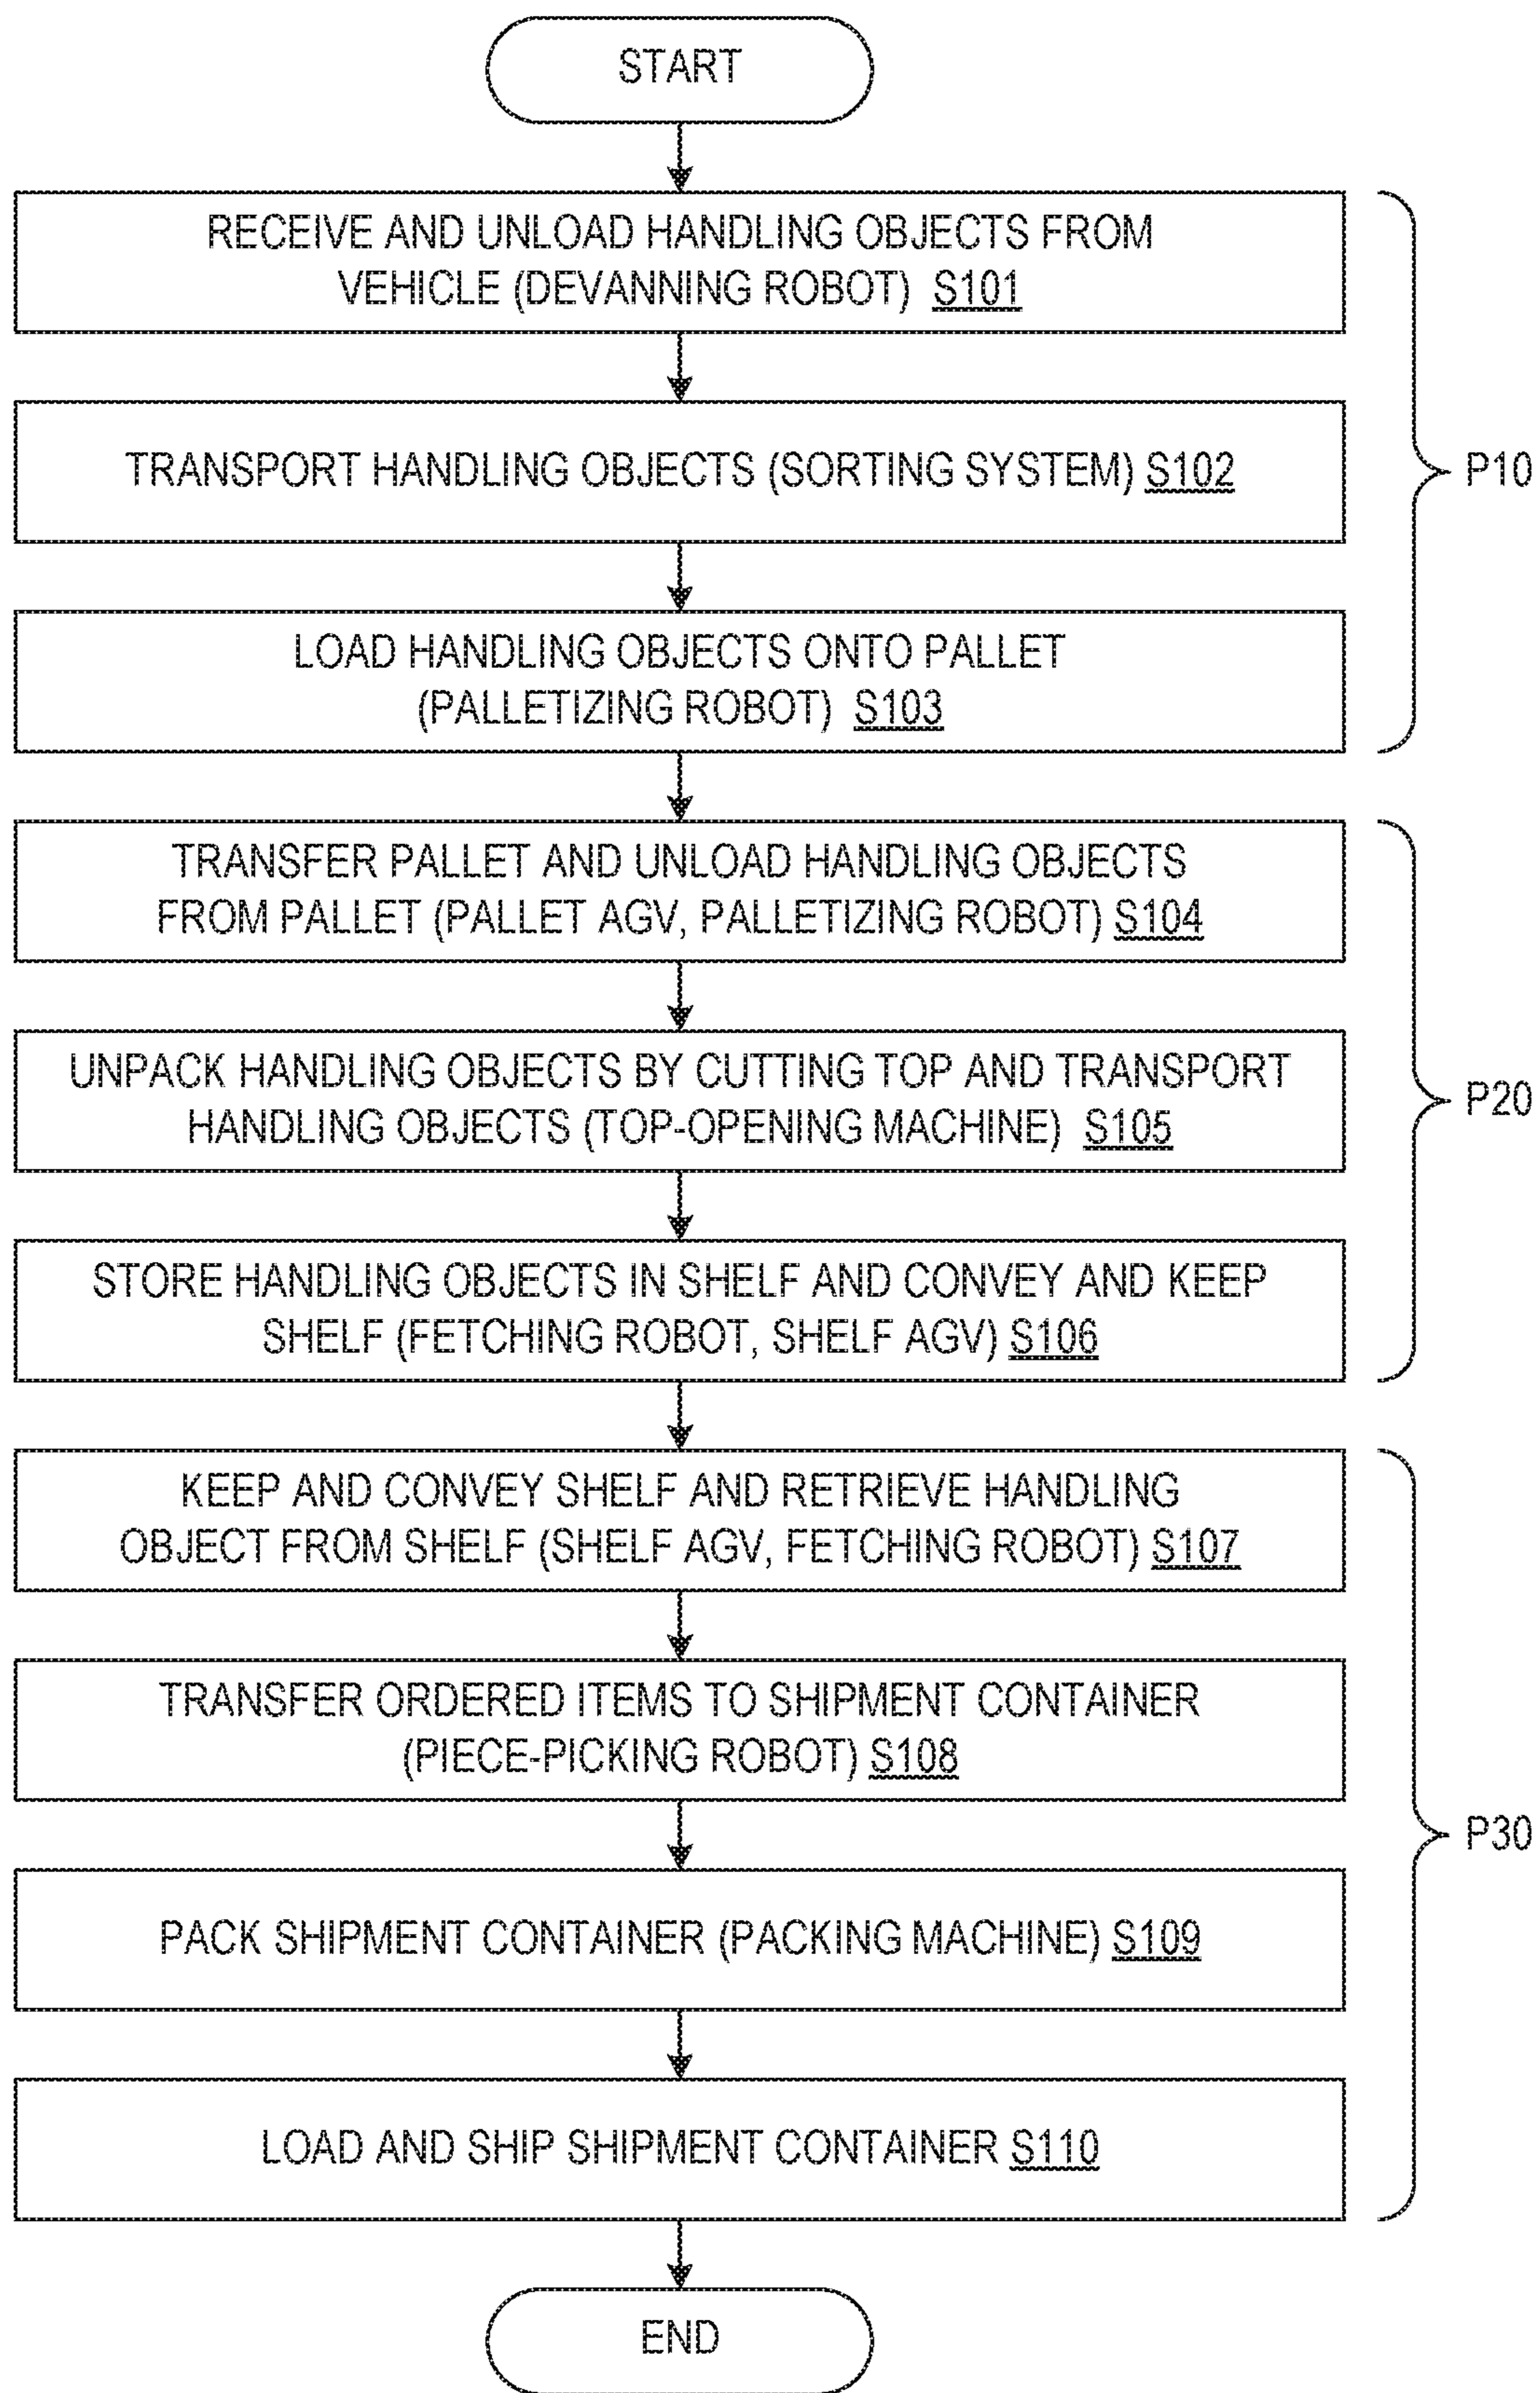 START
RECEIVE AND UNLOAD HANDLING OBJECTS FROM
VEHICLE (DEVANNING ROBOT) S101
TRANSPORT HANDLING OBJECTS (SORTING SYSTEM) S102
P10
LOAD HANDLING OBJECTS ONTO PALLET
(PALLETIZING ROBOT) S103
TRANSFER PALLET AND UNLOAD HANDLING OBJECTS
FROM PALLET (PALLET AGV, PALLETIZING ROBOT) S104
UNPACK HANDLING OBJECTS BY CUTTING TOP AND TRANSPORT
HANDLING OBJECTS (TOP-OPENING MACHINE) S105
P20
STORE HANDLING OBJECTS IN SHELF AND CONVEY AND KEEP
SHELF (FETCHING ROBOT, SHELF AGV) S106
KEEP AND CONVEY SHELF AND RETRIEVE HANDLING
OBJECT FROM SHELF (SHELF AGV, FETCHING ROBOT) S107
TRANSFER ORDERED ITEMS TO SHIPMENT CONTAINER
(PIECE-PICKING ROBOT) S108
P30
PACK SHIPMENT CONTAINER (PACKING MACHINE) S109
LOAD AND SHIP SHIPMENT CONTAINER S110
END